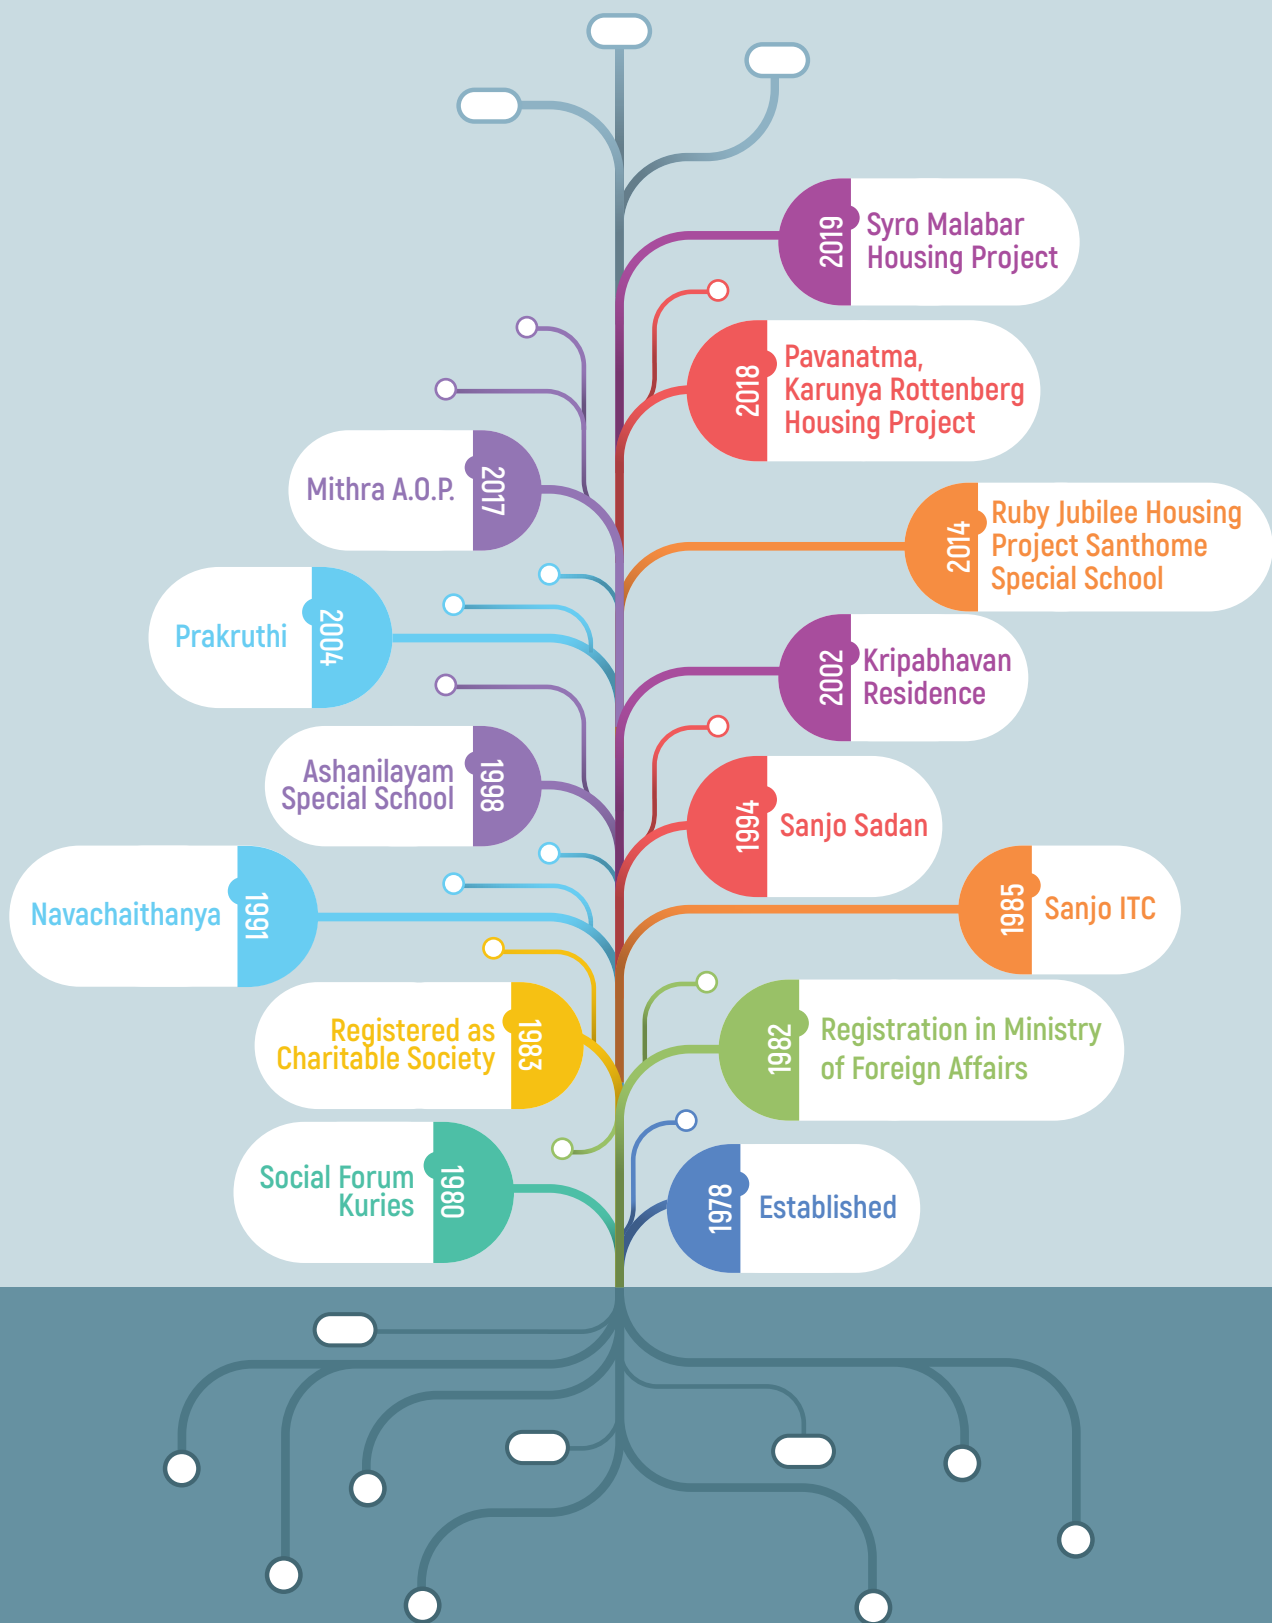 2019
Syro Malabar
Housing Project
2018
Pavanatma,
Karunya Rottenberg
Housing Project
Mithra A.O.P.
2017
2014
Ruby Jubilee Housing
Project Santhome
Special School
Prakruthi
2004
2002
Kripabhavan
Residence
Ashanilayam
Special School
1998
1994
Sanjo Sadan
Navachaithanya
1991
1985
Sanjo ITC
Registered as
Charitable Society
1983
1982
Registration in Ministry
of Foreign Affairs
Social Forum
Kuries
1980
1978
Established